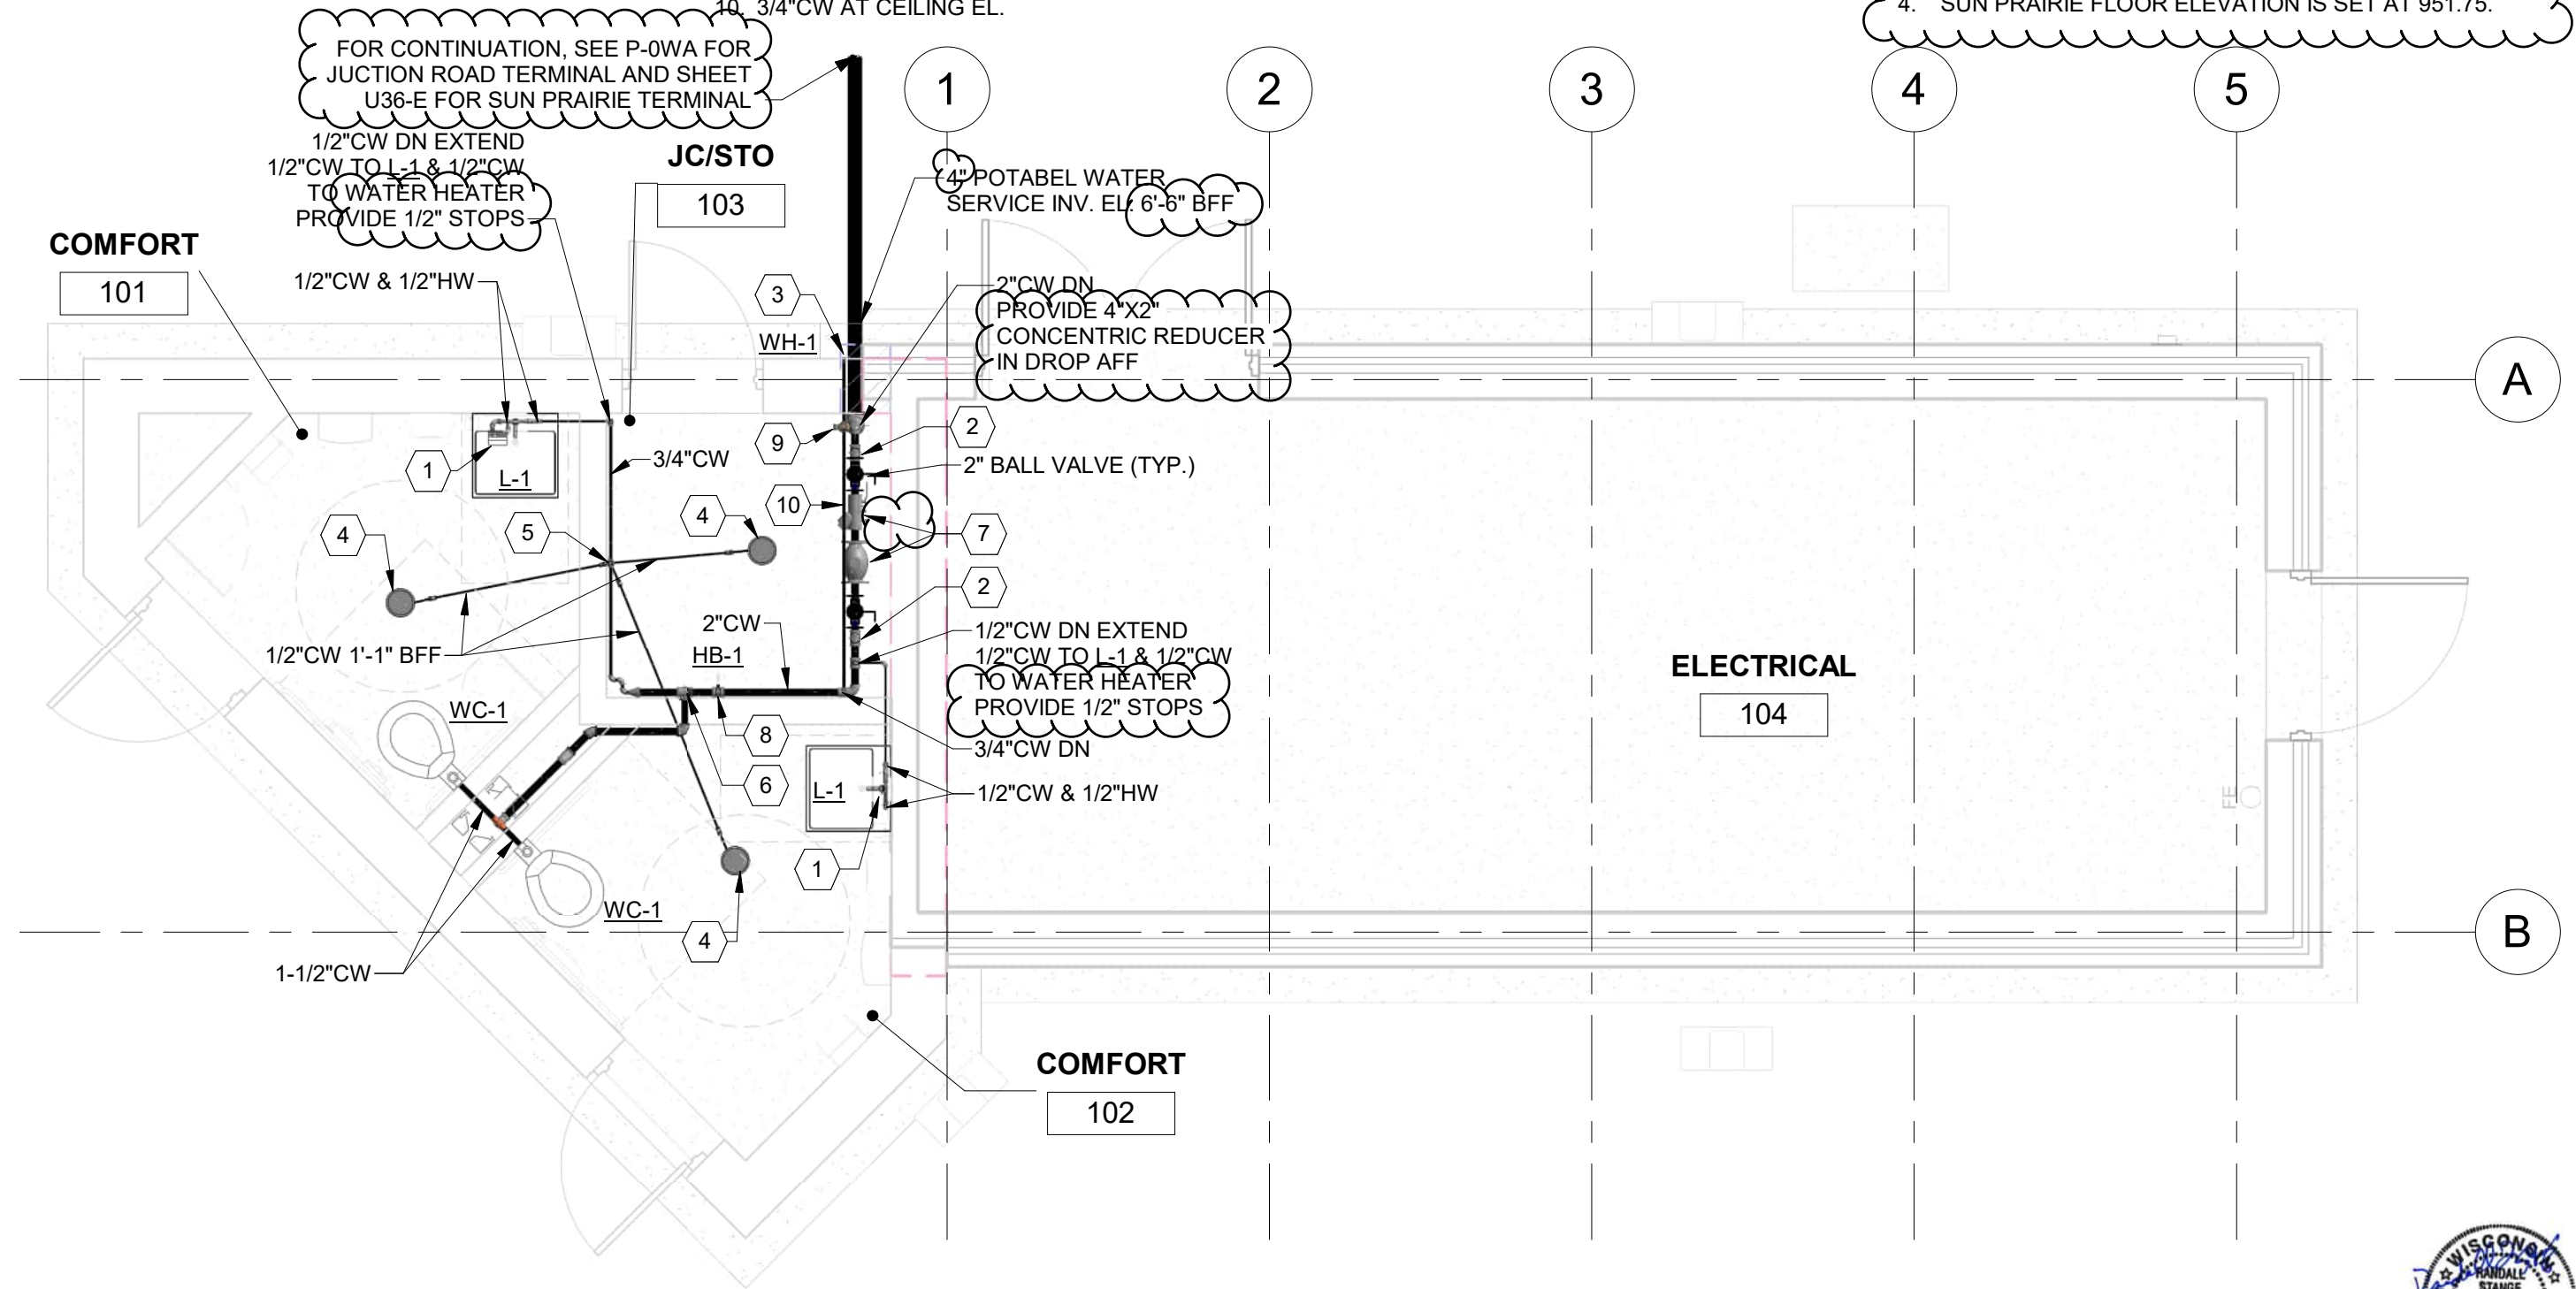 10. 3/4"CW AT CEILING EL.
4. SUN PRAIRIE FLOOR ELEVATION IS SET AT 951.75.
FOR CONTINUATION, SEE P-0WA FOR
JUCTION ROAD TERMINAL AND SHEET
U36-E FOR SUN PRAIRIE TERMINAL
1
2
3
4
5
1/2"CW DN EXTEND
1/2"CW TO L-1 & 1/2"CW
TO WATER HEATER
PROVIDE 1/2" STOPS
JC/STO
103
4" POTABEL WATER
SERVICE INV. EL. 6'-6" BFF
COMFORT
101
1/2"CW & 1/2"HW
3
WH-1
2"CW DN
PROVIDE 4"X2"
CONCENTRIC REDUCER
IN DROP AFF
A
9
2
2" BALL VALVE (TYP.)
1
L-1
3/4"CW
10
4
4
5
7
2
1/2"CW 1'-1" BFF
2"CW
HB-1
1/2"CW DN EXTEND
1/2"CW TO L-1 & 1/2"CW
TO WATER HEATER
PROVIDE 1/2" STOPS
ELECTRICAL
104
WC-1
8
3/4"CW DN
6
L-1
1/2"CW & 1/2"HW
FE
1
WC-1
4
B
1-1/2"CW
COMFORT
102
WISCONSIN
RANDALL
STANGE